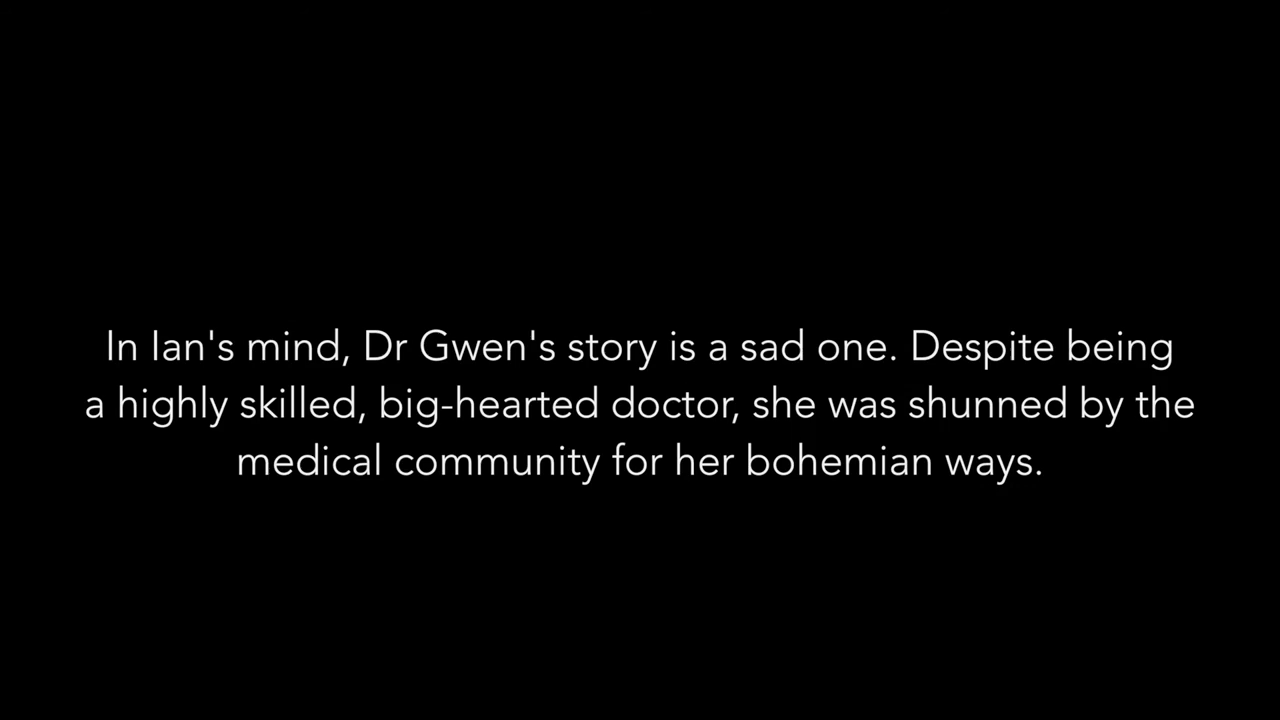 In Ian's mind, Dr Gwen's story is a sad one. Despite being
a highly skilled, big-hearted doctor, she was shunned by the
medical community for her bohemian ways.